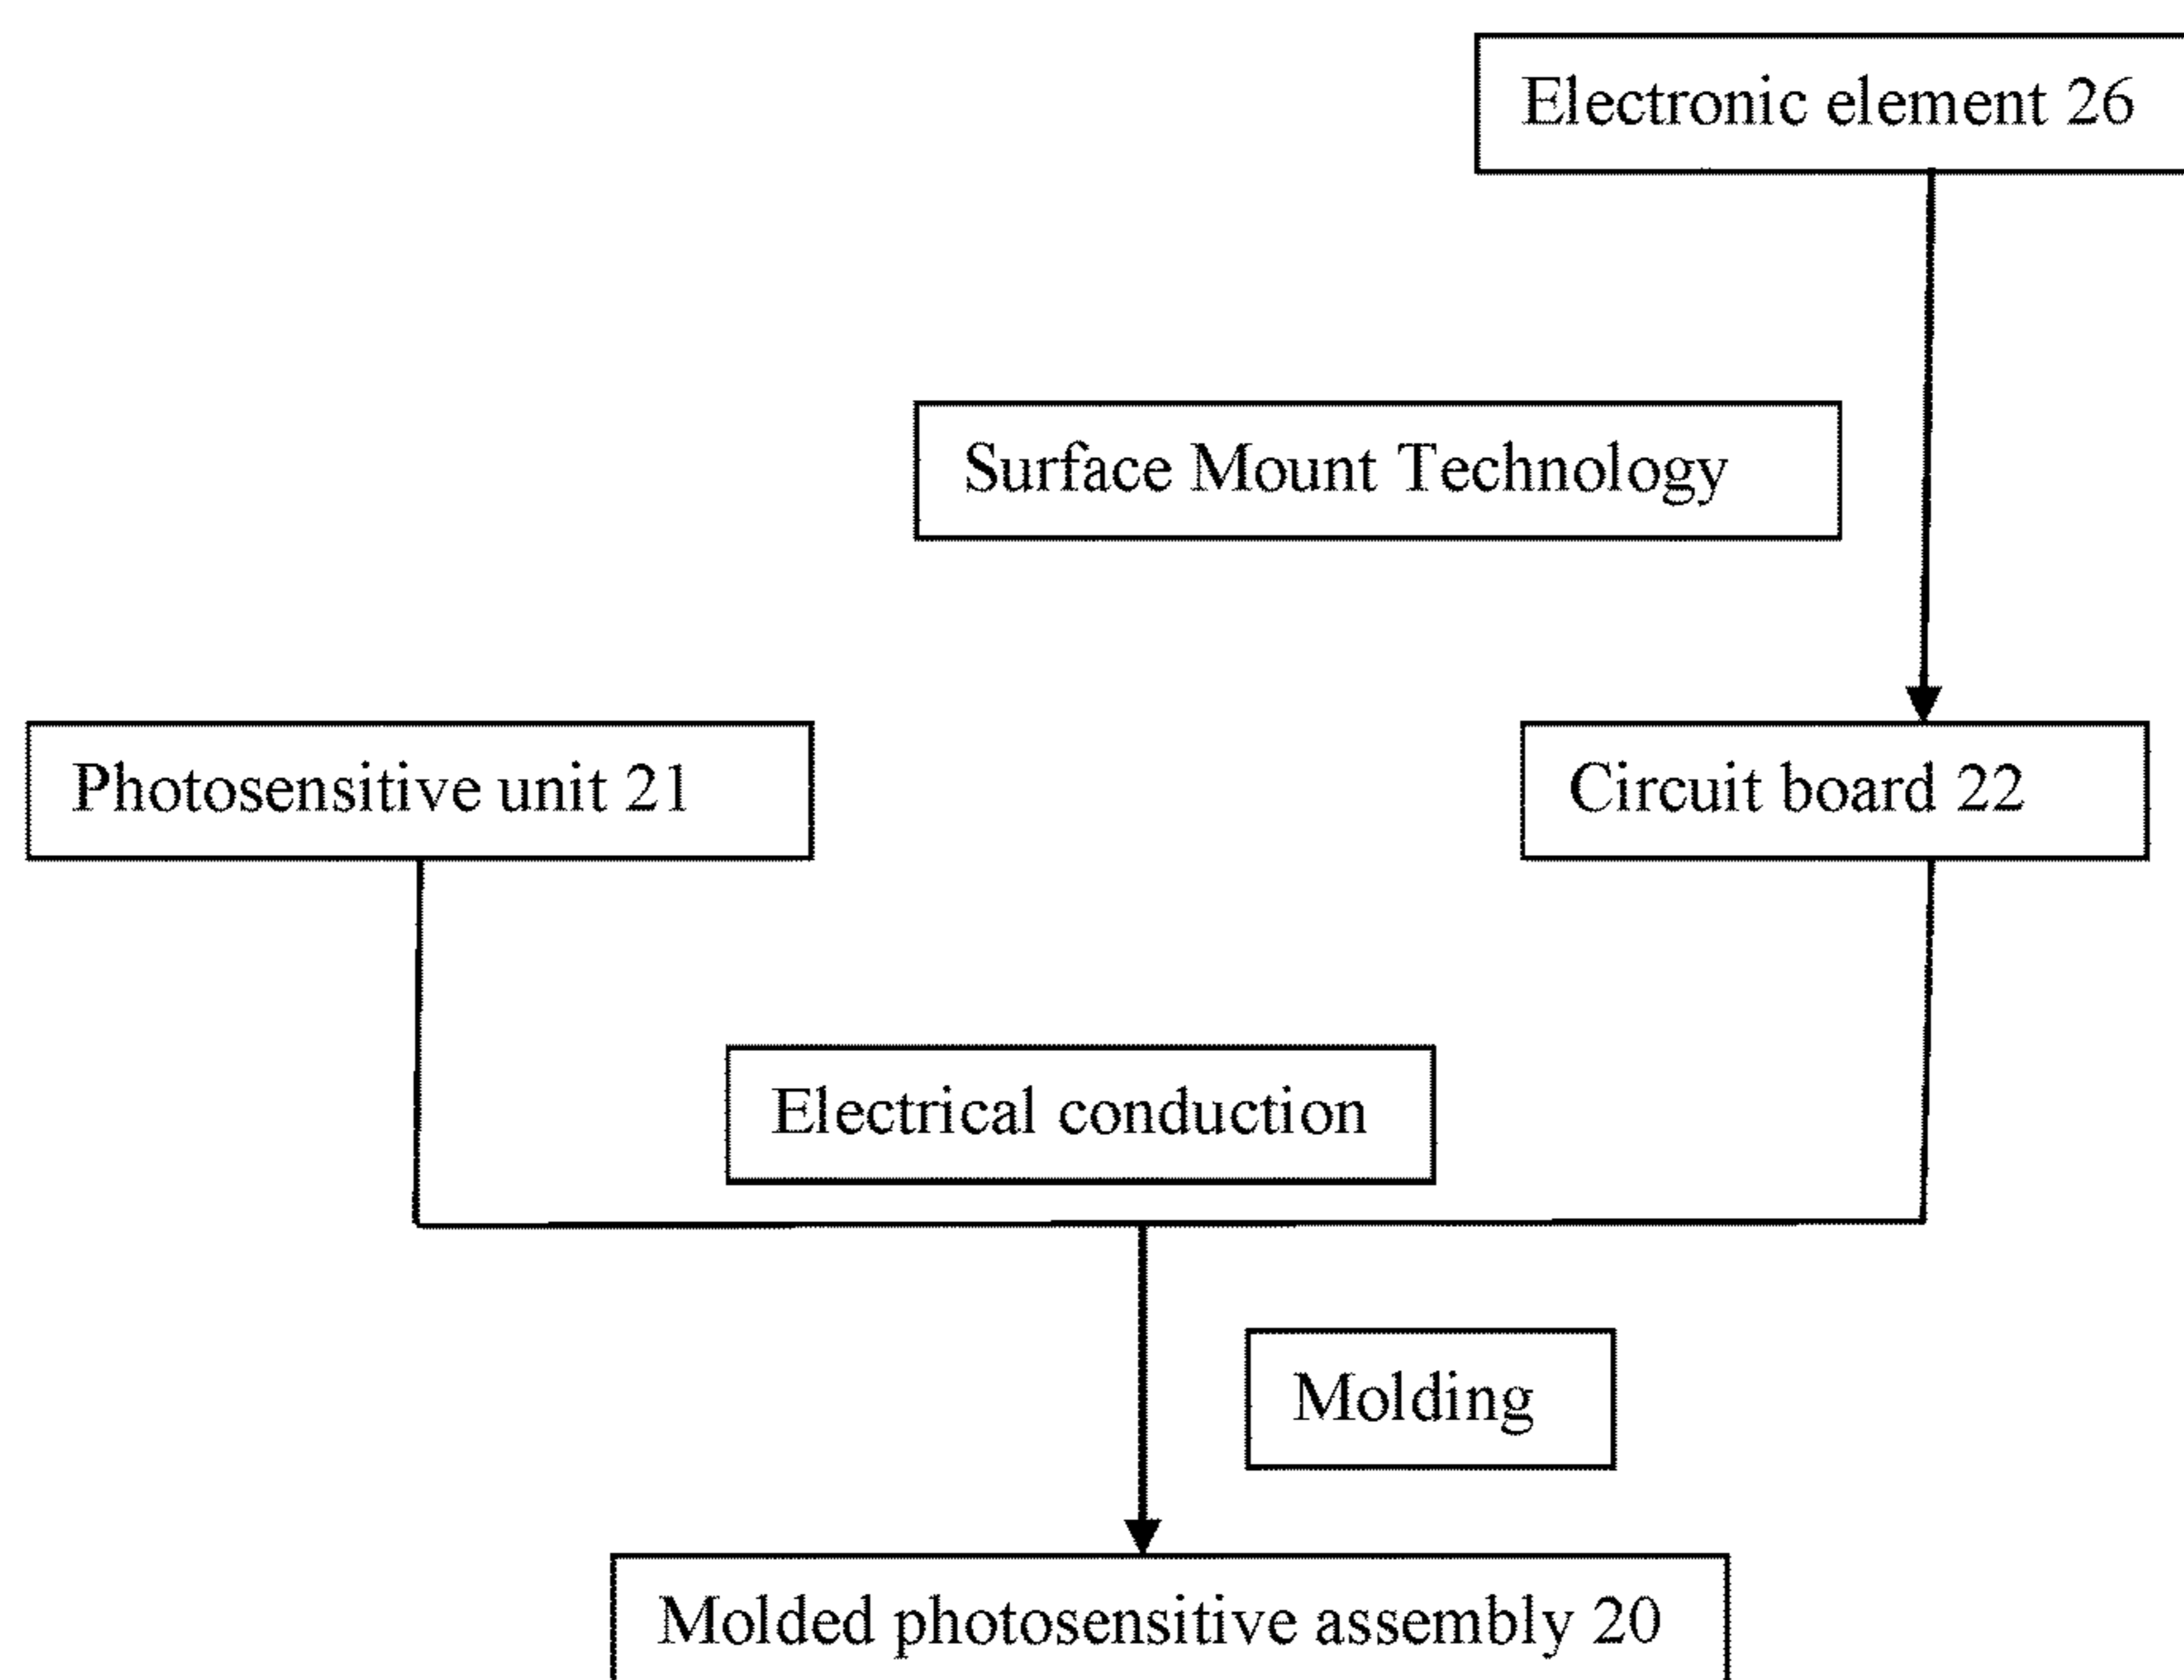 Electronic element 26
Surface Mount Technology
Photosensitive unit 21
Circuit board 22
Electrical conduction
Molding
Molded photosensitive assembly 20